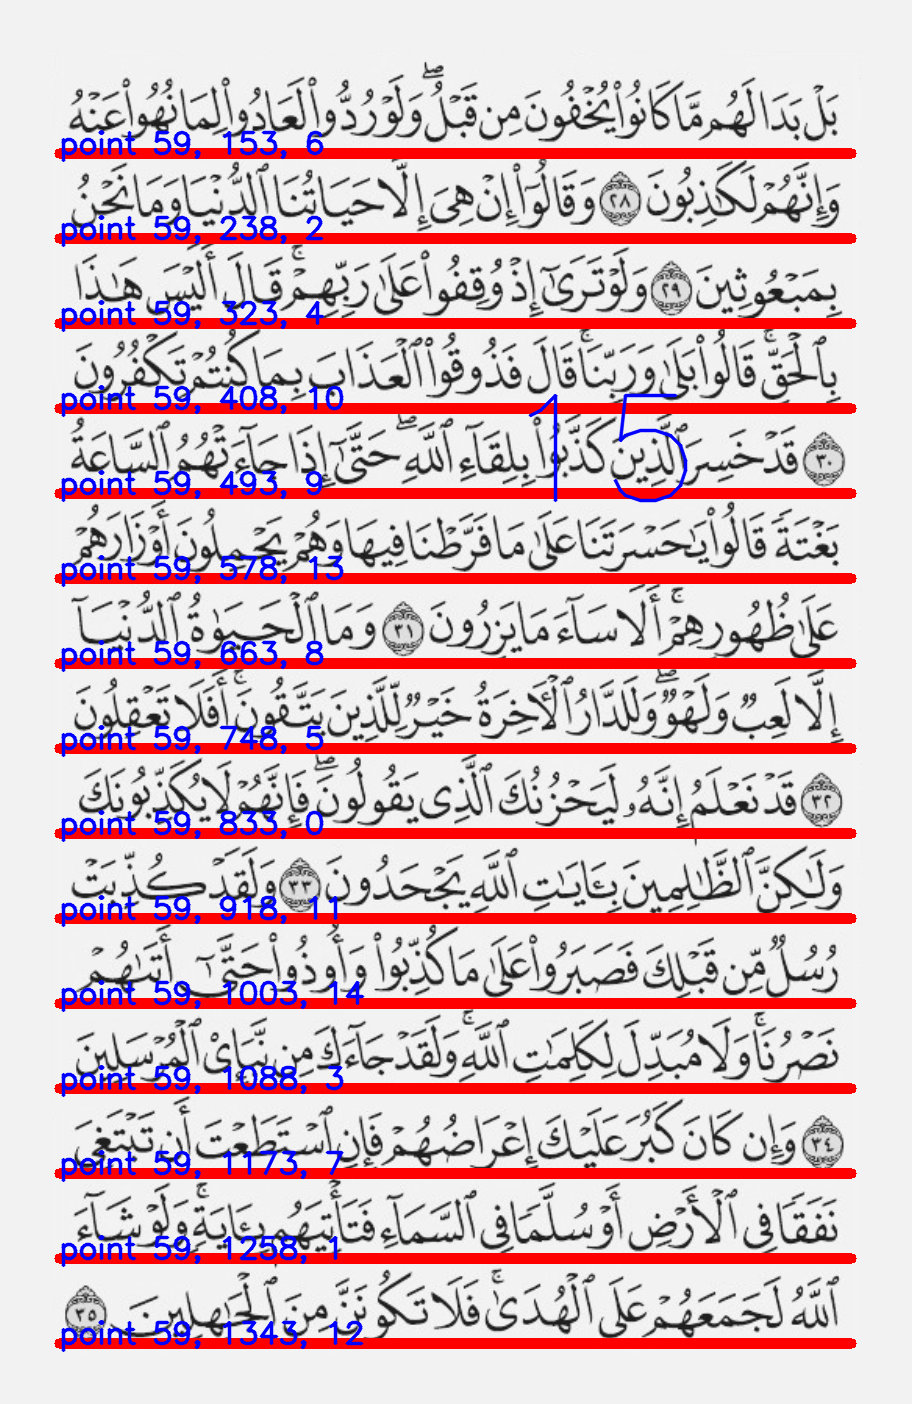 بَلْ بَدَا لَهُم مَّا كَانُوا۟ يُخْفُونَ مِن قَبْلُ ۖ وَلَوْ رُدُّوا۟ لَعَادُوا۟ لِمَا نُهُوا۟ عَنْهُ
point 59, 153, 6
وَإِنَّهُمْ لَكَـٰذِبُونَ ٢٨ وَقَالُوٓا۟ إِنْ هِىَ إِلَّا حَيَاتُنَا ٱلدُّنْيَا وَمَا نَحْنُ
point 59, 238, 2
بِمَبْعُوثِينَ ٢٩ وَلَوْ تَرَىٰٓ إِذْ وُقِفُوا۟ عَلَىٰ رَبِّهِمْ ۚ قَالَ أَلَيْسَ هَـٰذَا
point 59, 323, 4
بِٱلْحَقِّ ۚ قَالُوا۟ بَلَىٰ وَرَبِّنَا ۚ قَالَ فَذُوقُوا۟ ٱلْعَذَابَ بِمَا كُنتُمْ تَكْفُرُونَ
point 59, 408, 10
٣٠ قَدْ خَسِرَ ٱلَّذِينَ كَذَّبُوا۟ بِلِقَآءِ ٱللَّهِ ۖ حَتَّىٰٓ إِذَا جَآءَتْهُمُ ٱلسَّاعَةُ
15
point 59, 493, 9
بَغْتَةً قَالُوا۟ يَـٰحَسْرَتَنَا عَلَىٰ مَا فَرَّطْنَا فِيهَا وَهُمْ يَحْمِلُونَ أَوْزَارَهُمْ
point 59, 578, 13
عَلَىٰ ظُهُورِهِمْ ۚ أَلَا سَآءَ مَا يَزِرُونَ ٣١ وَمَا ٱلْحَيَوٰةُ ٱلدُّنْيَآ
point 59, 663, 8
إِلَّا لَعِبٌ وَلَهْوٌ ۖ وَلَلدَّارُ ٱلْـَٔاخِرَةُ خَيْرٌ لِّلَّذِينَ يَتَّقُونَ ۗ أَفَلَا تَعْقِلُونَ
point 59, 748, 5
٣٢ قَدْ نَعْلَمُ إِنَّهُۥ لَيَحْزُنُكَ ٱلَّذِى يَقُولُونَ ۖ فَإِنَّهُمْ لَا يُكَذِّبُونَكَ
point 59, 833, 0
وَلَـٰكِنَّ ٱلظَّـٰلِمِينَ بِـَٔايَـٰتِ ٱللَّهِ يَجْحَدُونَ ٣٣ وَلَقَدْ كُذِّبَتْ
point 59, 918, 11
رُسُلٌ مِّن قَبْلِكَ فَصَبَرُوا۟ عَلَىٰ مَا كُذِّبُوا۟ وَأُوذُوا۟ حَتَّىٰٓ أَتَىٰهُمْ
point 59, 1003, 14
نَصْرُنَا ۚ وَلَا مُبَدِّلَ لِكَلِمَـٰتِ ٱللَّهِ ۚ وَلَقَدْ جَآءَكَ مِن نَّبَإِى۟ ٱلْمُرْسَلِينَ
point 59, 1088, 3
٣٤ وَإِن كَانَ كَبُرَ عَلَيْكَ إِعْرَاضُهُمْ فَإِنِ ٱسْتَطَعْتَ أَن تَبْتَغِىَ
point 59, 1173, 7
نَفَقًا فِى ٱلْأَرْضِ أَوْ سُلَّمًا فِى ٱلسَّمَآءِ فَتَأْتِيَهُم بِـَٔايَةٍ ۚ وَلَوْ شَآءَ
point 59, 1258, 1
ٱللَّهُ لَجَمَعَهُمْ عَلَى ٱلْهُدَىٰ ۚ فَلَا تَكُونَنَّ مِنَ ٱلْجَـٰهِلِينَ ٣٥
point 59, 1343, 12